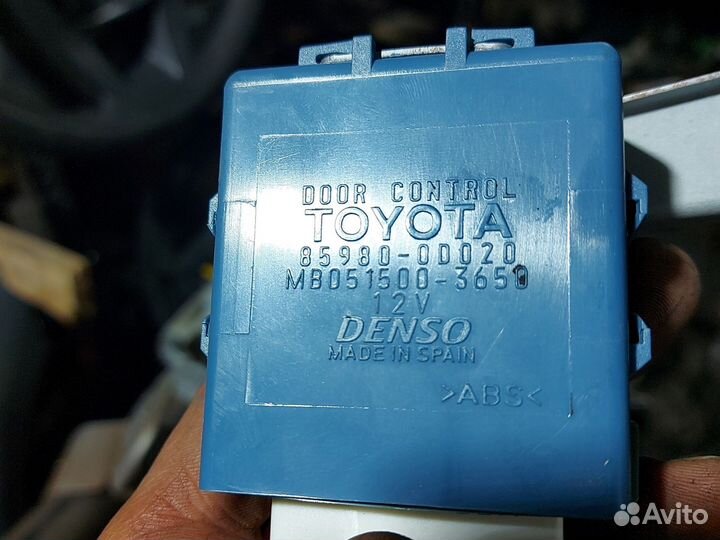 DOOR CONTROL
TOYOTA
85980-0D020
MB051500-3650
12V
DENSO
MADE IN SPAIN
>ABS<
Avito